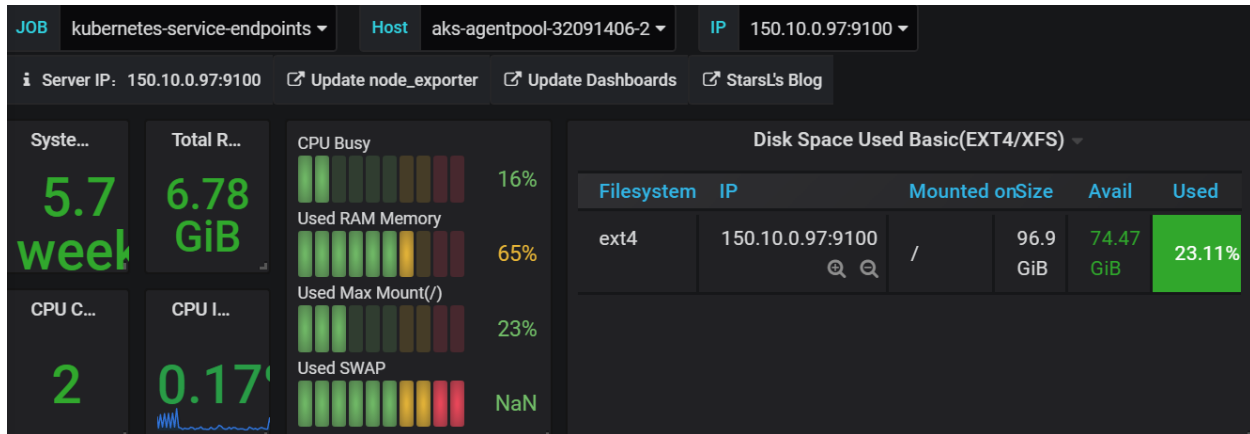 JOB kubernetes-service-endpoints Host aks-agentpool-32091406-2 IP 150.10.0.97:9100
i Server IP: 150.10.0.97:9100 Update node_exporter Update Dashboards StarsL's Blog
Syste...
5.7
week
Total R...
6.78
GiB
CPU C...
2
CPU I...
0.17%
CPU Busy
16%
Used RAM Memory
65%
Used Max Mount(/)
23%
Used SWAP
NaN
Disk Space Used Basic(EXT4/XFS)
Filesystem IP Mounted on Size Avail Used
ext4 150.10.0.97:9100 / 96.9 GiB 74.47 GiB 23.11%